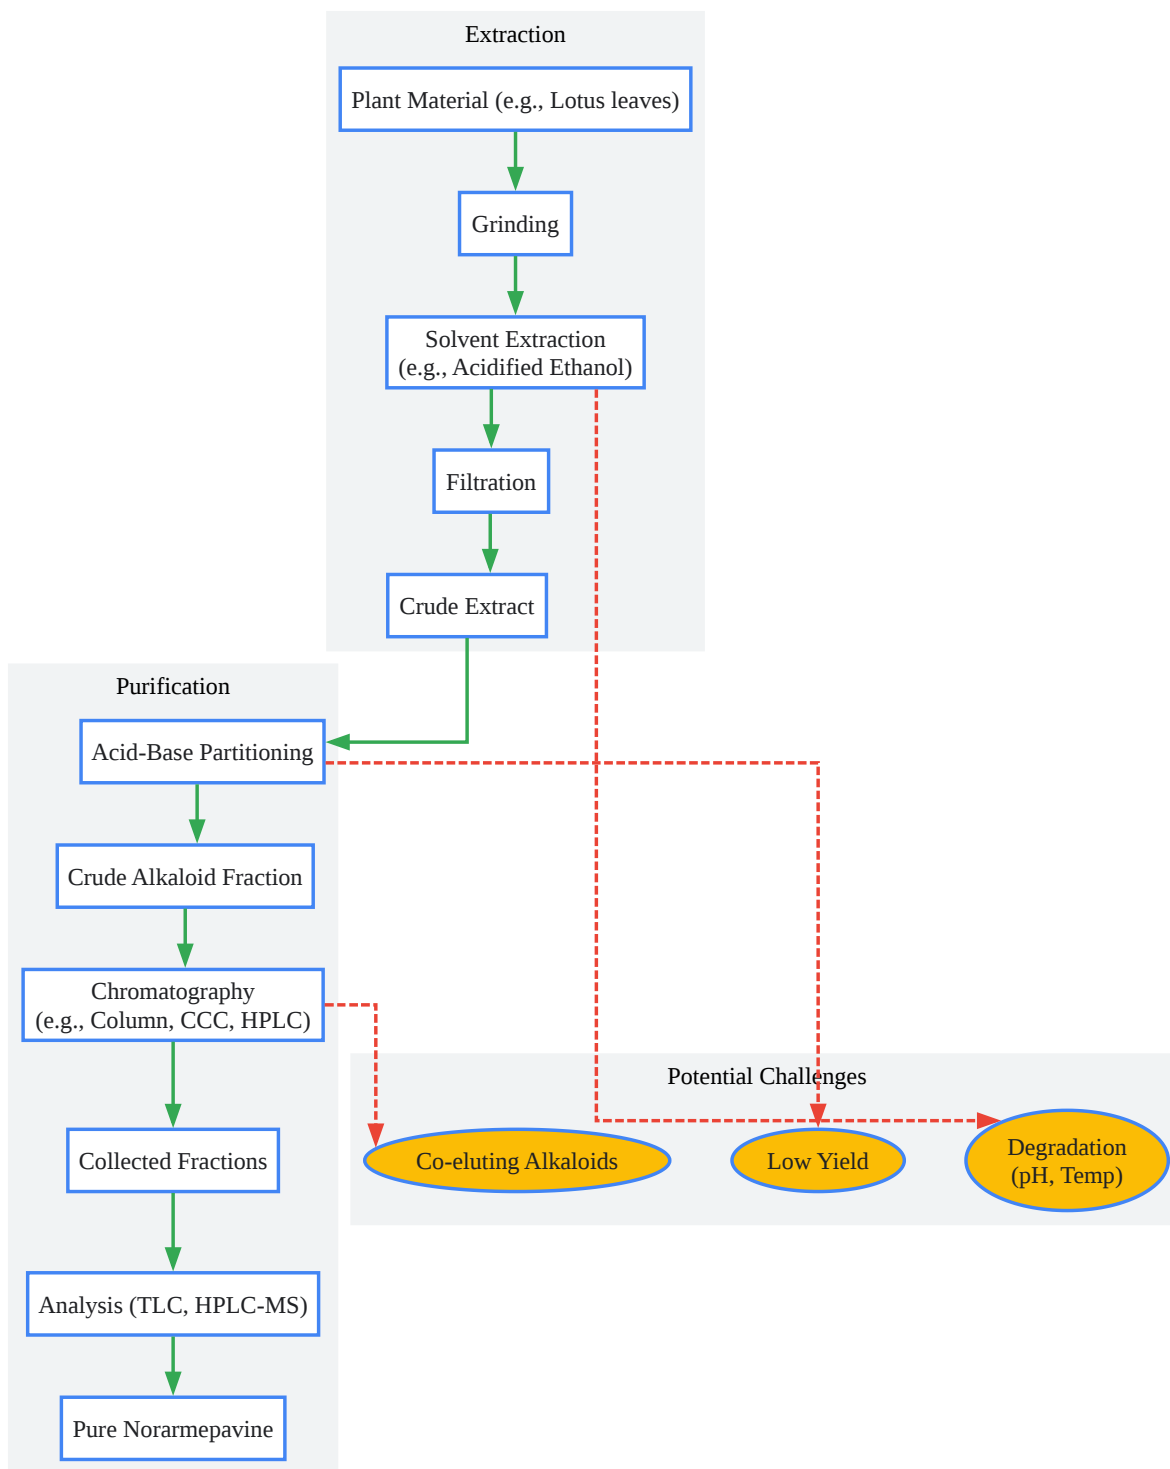 Extraction
Plant Material (e.g., Lotus leaves)
Grinding
Solvent Extraction
(e.g., Acidified Ethanol)
Filtration
Crude Extract
Purification
Acid-Base Partitioning
Crude Alkaloid Fraction
Chromatography
(e.g., Column, CCC, HPLC)
Collected Fractions
Analysis (TLC, HPLC-MS)
Pure Norarmepavine
Potential Challenges
Co-eluting Alkaloids
Low Yield
Degradation
(pH, Temp)